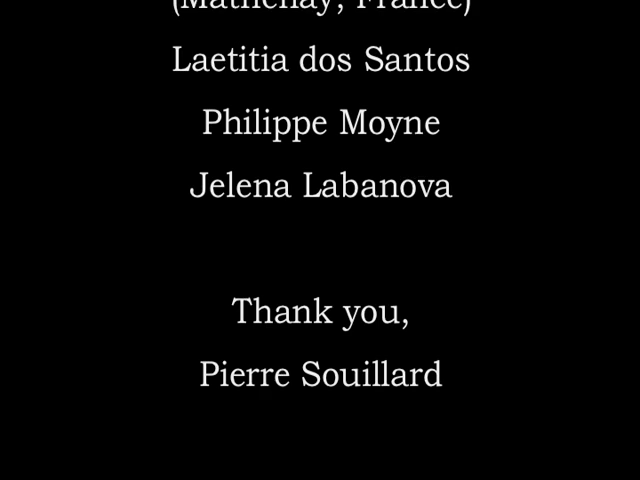 (Mathenay, France)
Laetitia dos Santos
Philippe Moyne
Jelena Labanova
Thank you,
Pierre Souillard